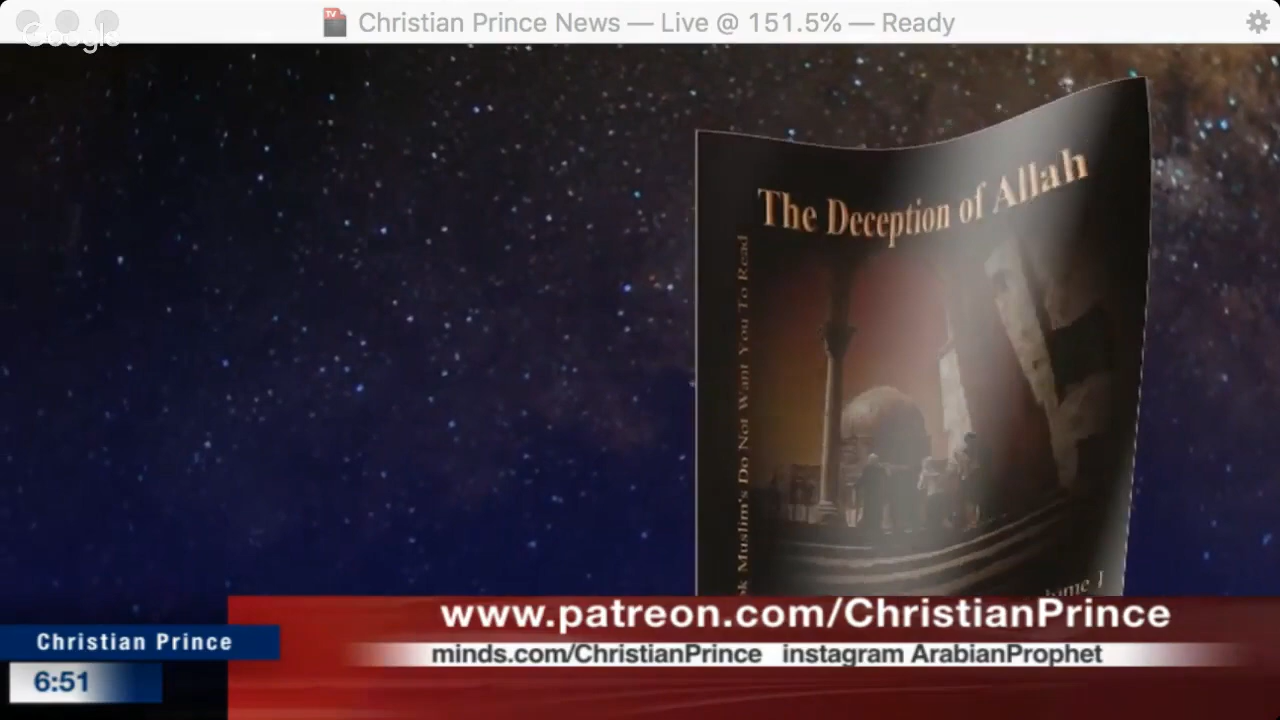 Christian Prince News — Live @ 151.5% — Ready
TV
Google
The Deception of Allah
Muslim's Do Not Want You To Read
www.patreon.com/ChristianPrince
minds.com/ChristianPrince instagram ArabianProphet
Christian Prince
6:51